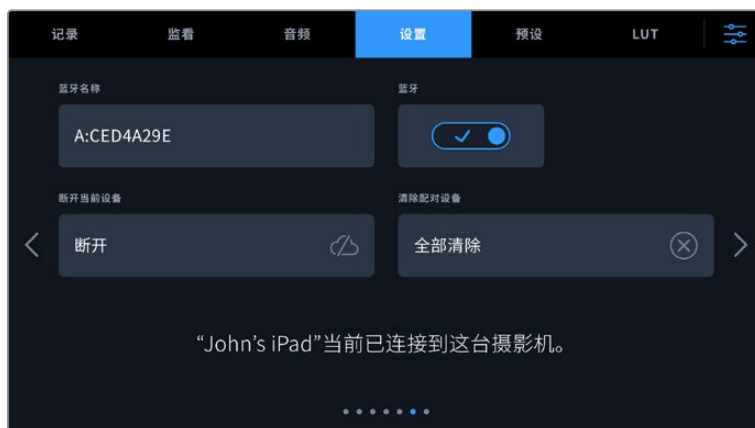 记录 监看 音频 设置 预设 LUT
蓝牙名称 蓝牙
A:CED4A29E
断开当前设备 清除配对设备
断开 全部清除
“John’s iPad”当前已连接到这台摄影机。